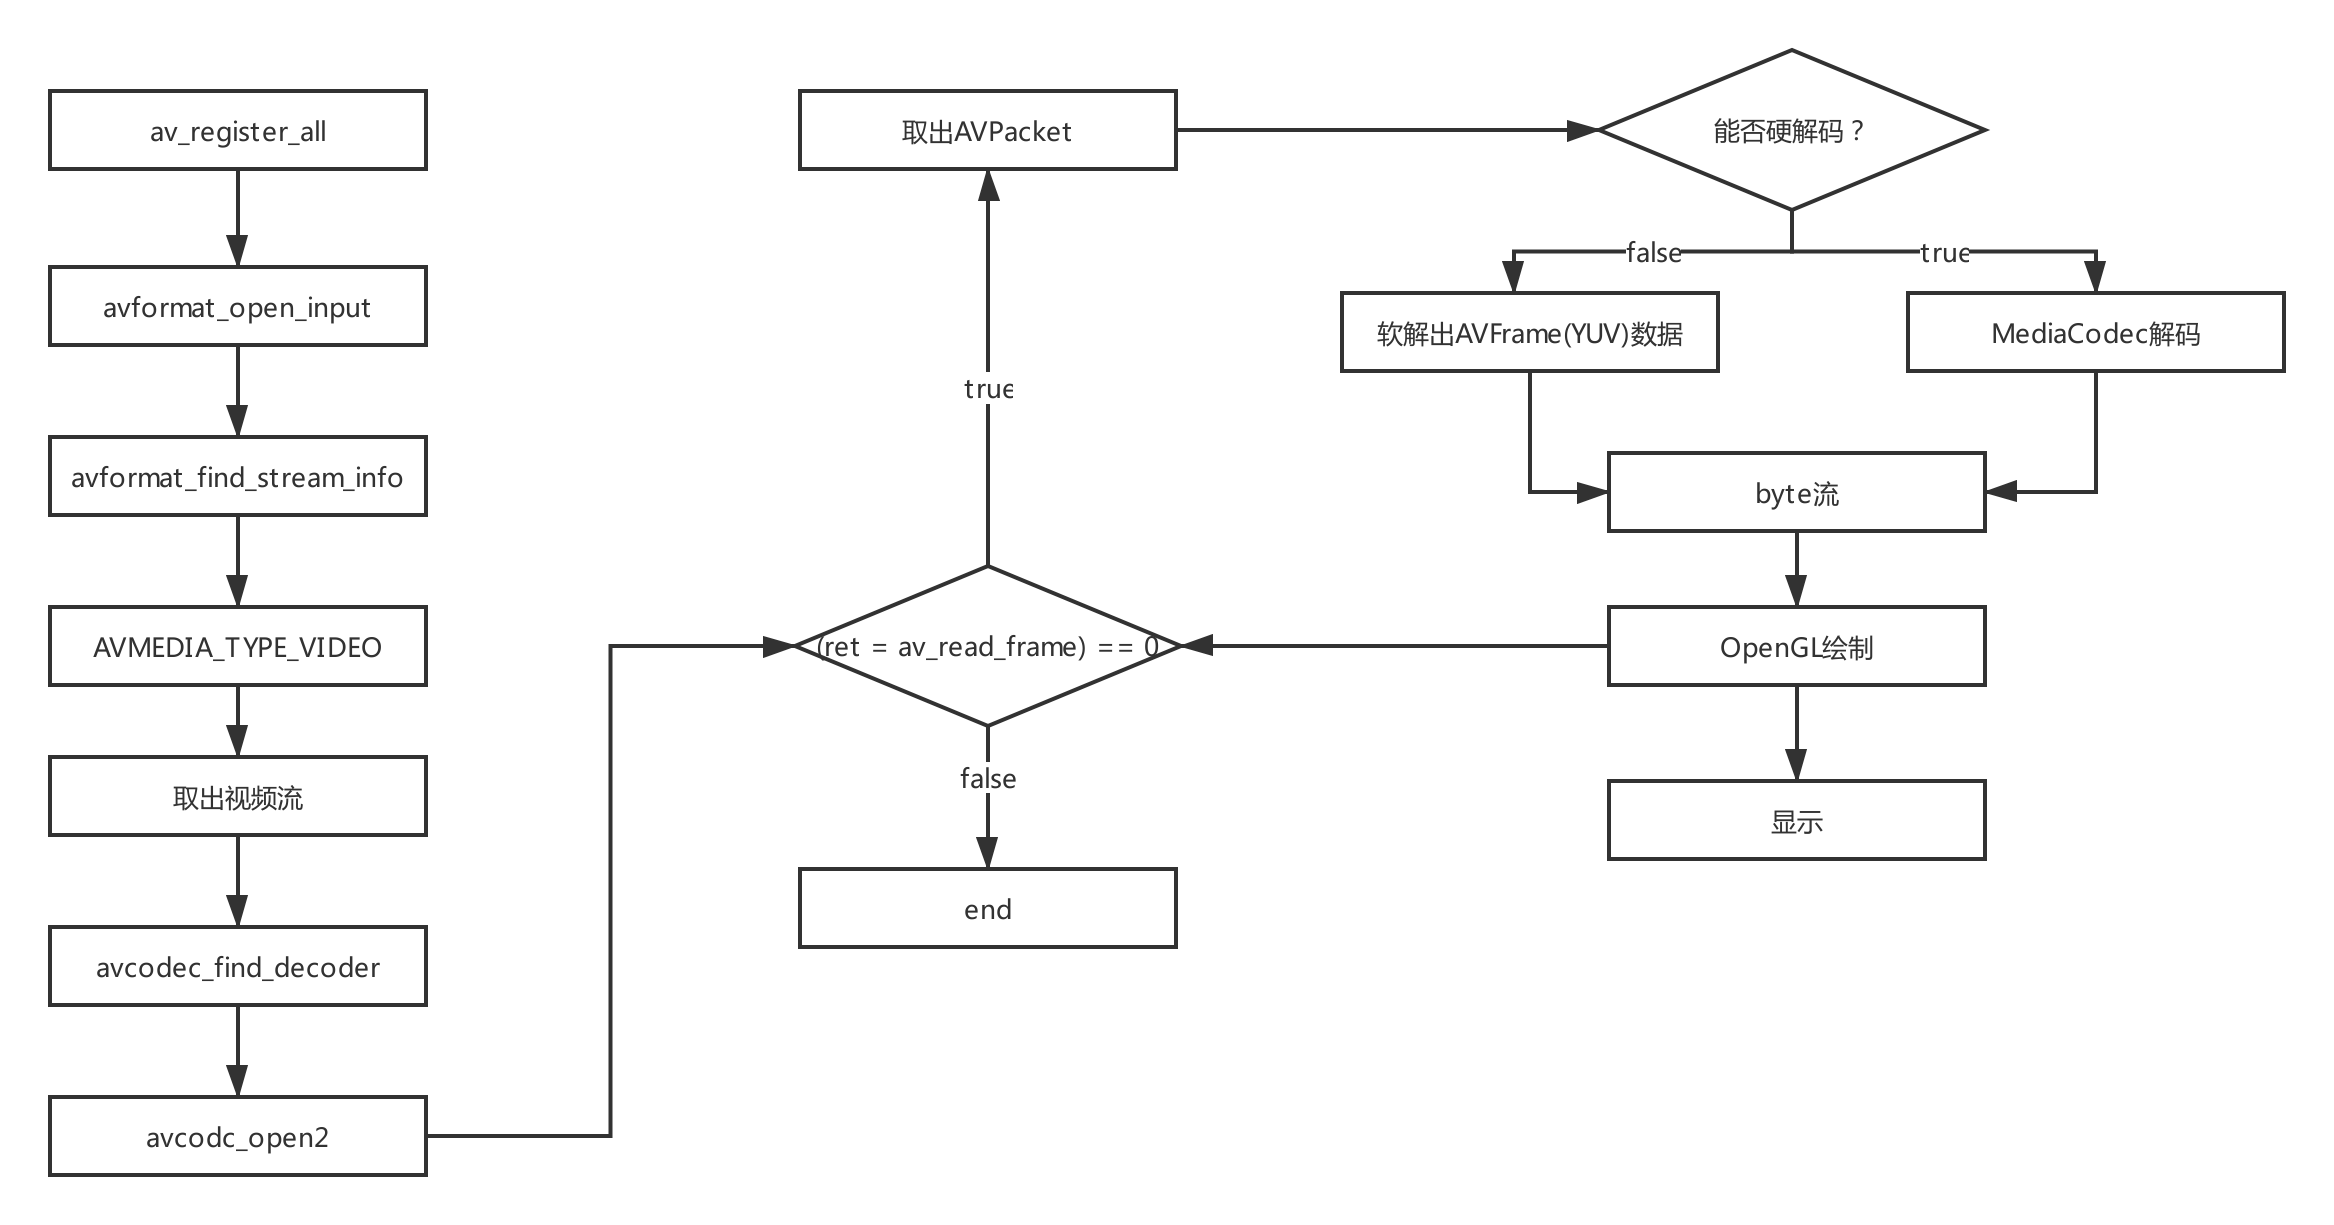 av_register_all
avformat_open_input
avformat_find_stream_info
AVMEDIA_TYPE_VIDEO
取出视频流
avcodec_find_decoder
avcodc_open2
取出AVPacket
true
(ret = av_read_frame) == 0
false
end
能否硬解码？
false
true
软解出AVFrame(YUV)数据
MediaCodec解码
byte流
OpenGL绘制
显示